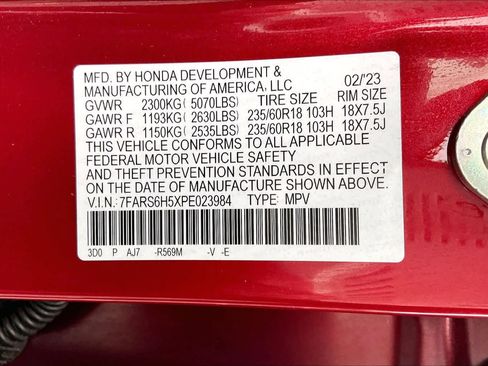 MFD. BY HONDA DEVELOPMENT &
MANUFACTURING OF AMERICA, LLC 02/'23
GVWR 2300KG( 5070LBS) TIRE SIZE RIM SIZE
GAWR F 1193KG( 2630LBS) 235/60R18 103H 18X7.5J
GAWR R 1150KG( 2535LBS) 235/60R18 103H 18X7.5J
THIS VEHICLE CONFORMS TO ALL APPLICABLE
FEDERAL MOTOR VEHICLE SAFETY
AND THEFT PREVENTION STANDARDS IN EFFECT
ON THE DATE OF MANUFACTURE SHOWN ABOVE.
V.I.N.: 7FARS6H5XPE023984 TYPE: MPV
3D0 P AJ7 -R569M -V -E